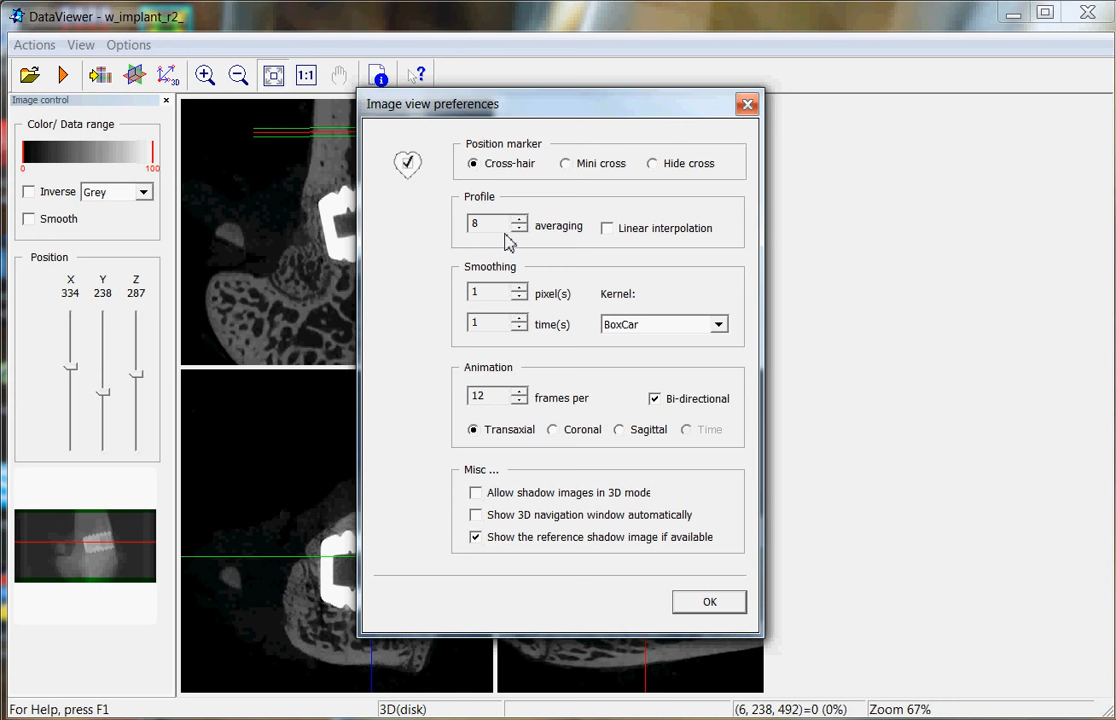 DataViewer - w_implant_r2_
Actions View Options
1:1
3D
?
Image control
Color/ Data range
0 100
Inverse Grey
Smooth
Position
X Y Z
334 238 287
Image view preferences
Position marker
Cross-hair Mini cross Hide cross
Profile
8 averaging Linear interpolation
Smoothing
1 pixel(s) Kernel:
1 time(s) BoxCar
Animation
12 frames per Bi-directional
Transaxial Coronal Sagittal Time
Misc ...
Allow shadow images in 3D mode
Show 3D navigation window automatically
Show the reference shadow image if available
OK
For Help, press F1 3D(disk) (6, 238, 492)=0 (0%) Zoom 67%